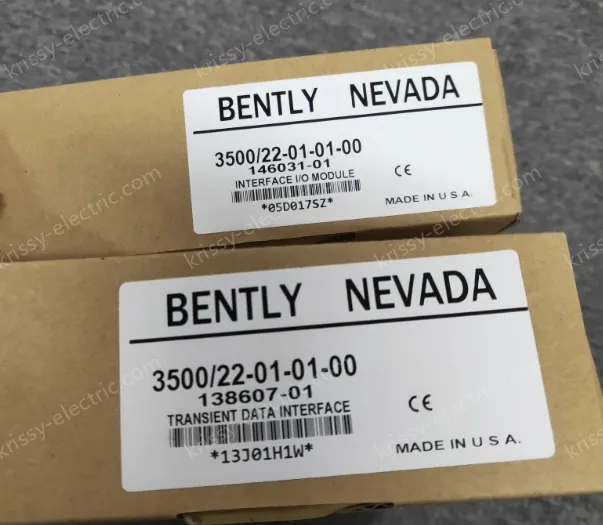 BENTLY NEVADA
3500/22-01-01-00
146031-01
INTERFACE I/O MODULE
*05D017SZ*
CE
MADE IN U.S.A.
BENTLY NEVADA
3500/22-01-01-00
138607-01
TRANSIENT DATA INTERFACE
*13J01H1W*
CE
MADE IN U.S.A.
krissy-electric.com